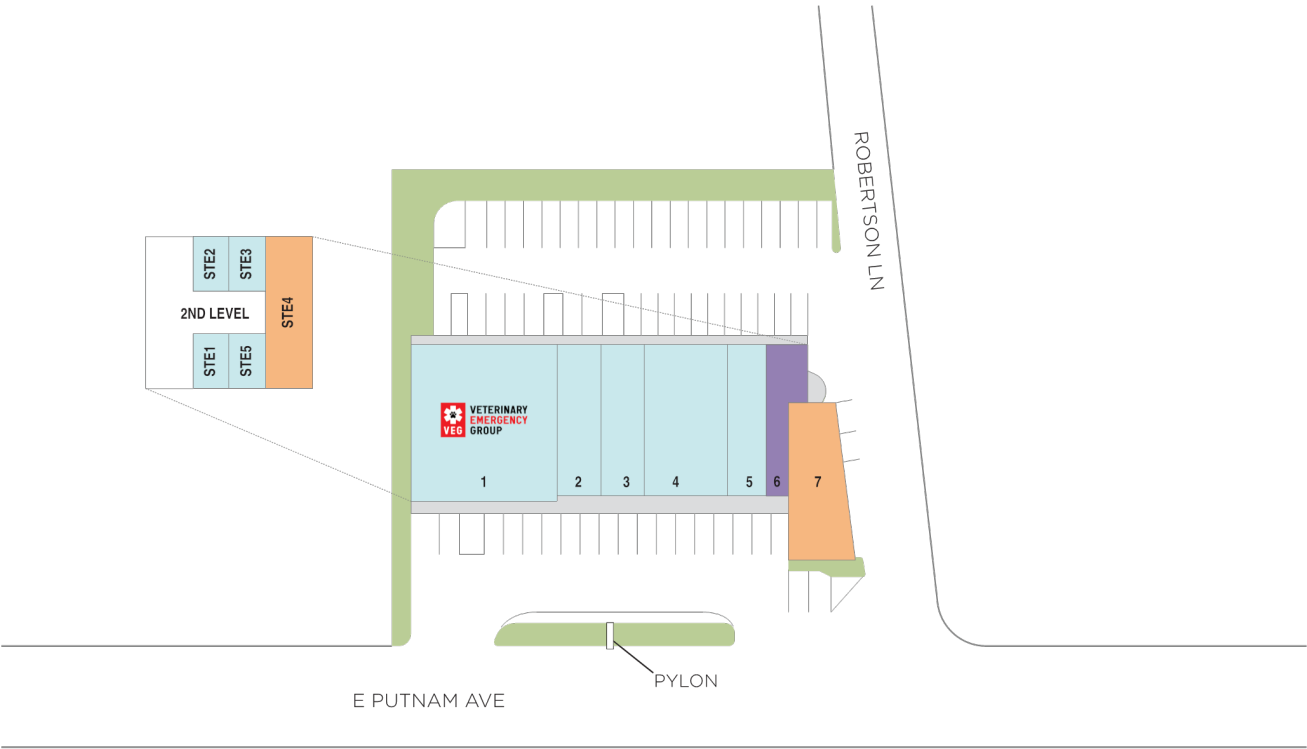 ROBERTSON LN
STE2
STE3
STE4
2ND LEVEL
STE1
STE5
VEG
VETERINARY
EMERGENCY
GROUP
1
2
3
4
5
6
7
PYLON
E PUTNAM AVE